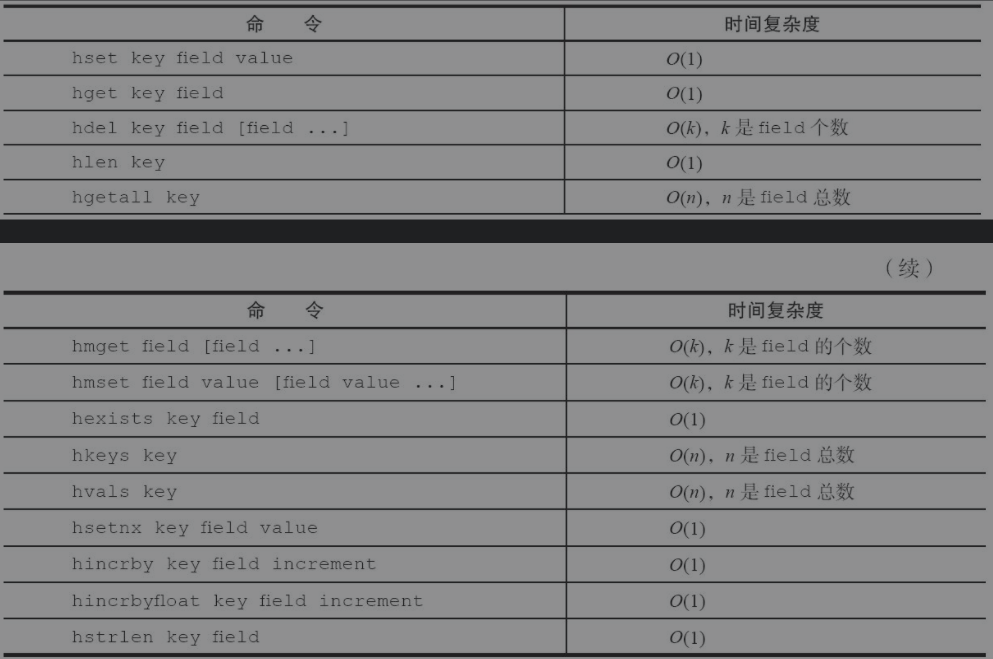 命 令 时间复杂度
hset key field value O(1)
hget key field O(1)
hdel key field [field ...] O(k)，k 是 field 个数
hlen key O(1)
hgetall key O(n)，n 是 field 总数
（续）
命 令 时间复杂度
hmget field [field ...] O(k)，k 是 field 的个数
hmset field value [field value ...] O(k)，k 是 field 的个数
hexists key field O(1)
hkeys key O(n)，n 是 field 总数
hvals key O(n)，n 是 field 总数
hsetnx key field value O(1)
hincrby key field increment O(1)
hincrbyfloat key field increment O(1)
hstrlen key field O(1)